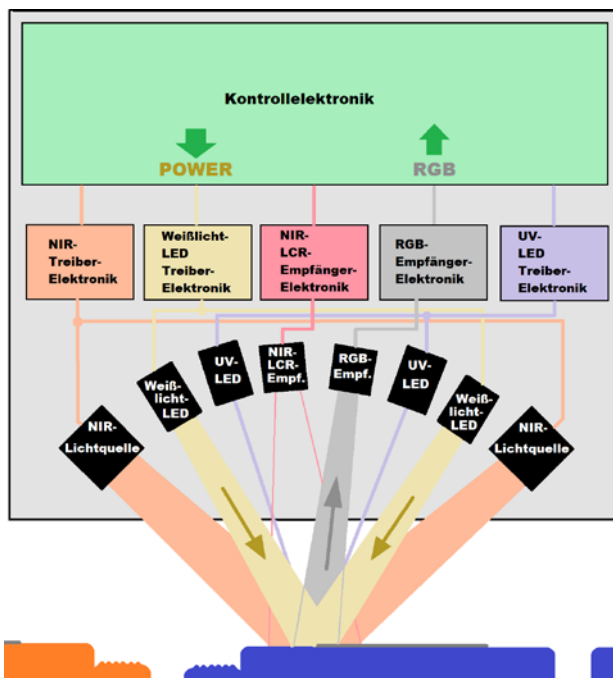 Kontrollelektronik
POWER
RGB
NIR-
Treiber-
Elektronik
Weißlicht-
LED
Treiber-
Elektronik
NIR-
LCR-
Empfänger-
Elektronik
RGB-
Empfänger-
Elektronik
UV-
LED
Treiber-
Elektronik
NIR-
Lichtquelle
Weiß-
licht-
LED
UV-
LED
NIR-
LCR-
Empf.
RGB-
Empf.
UV-
LED
Weiß-
licht-
LED
NIR-
Lichtquelle